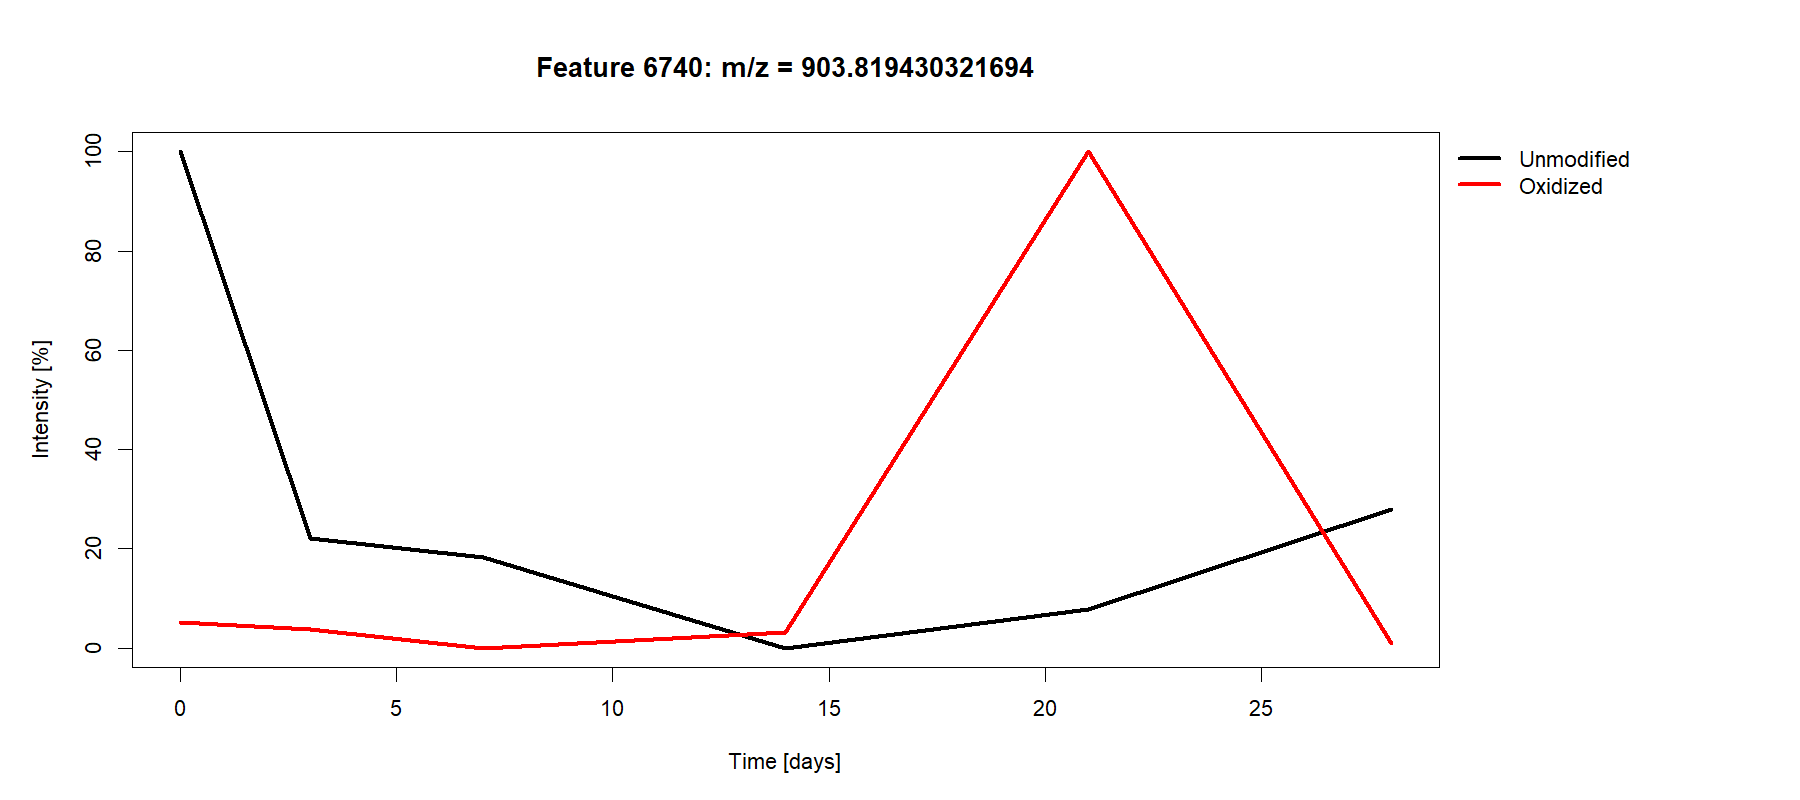 Feature 6740: m/z = 903.819430321694
Unmodified
Oxidized
Intensity [%]
100
80
60
40
20
0
0 5 10 15 20 25
Time [days]